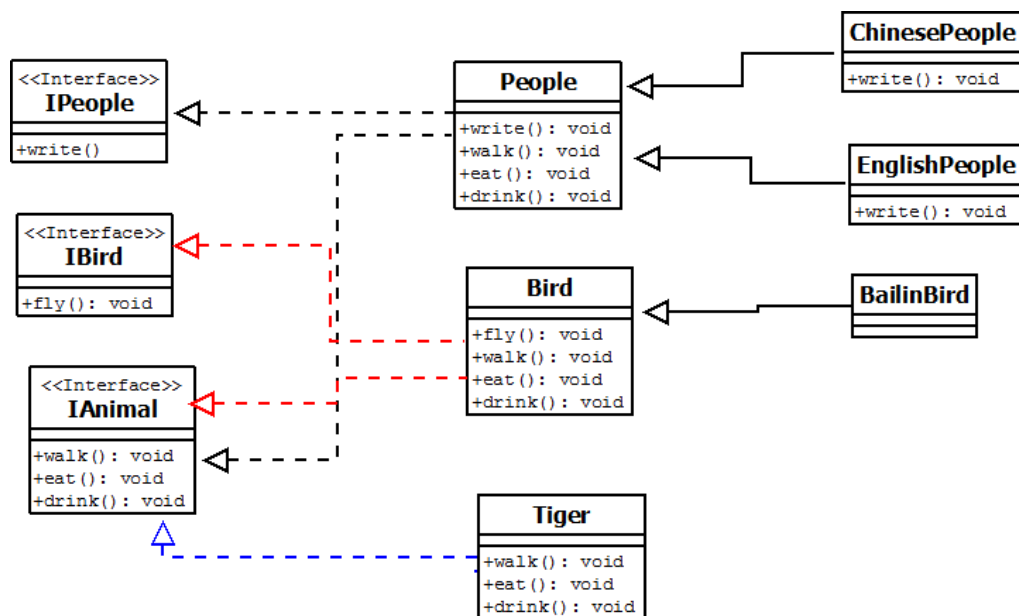 <<Interface>>
IPeople
+write()
<<Interface>>
IBird
+fly(): void
<<Interface>>
IAnimal
+walk(): void
+eat(): void
+drink(): void
People
+write(): void
+walk(): void
+eat(): void
+drink(): void
Bird
+fly(): void
+walk(): void
+eat(): void
+drink(): void
Tiger
+walk(): void
+eat(): void
+drink(): void
ChinesePeople
+write(): void
EnglishPeople
+write(): void
BailinBird